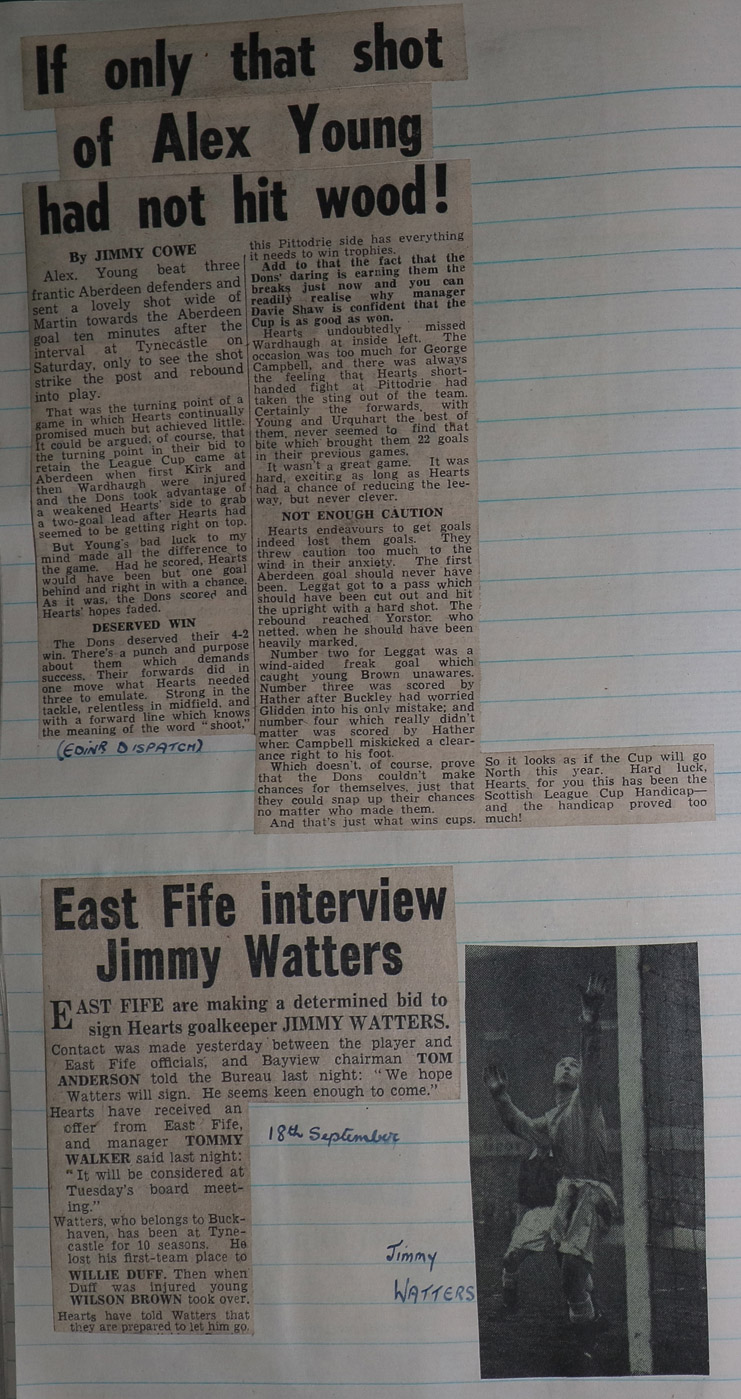 If only that shot
of Alex Young
had not hit wood!
By JIMMY COWE
Alex. Young beat three
frantic Aberdeen defenders and
sent a lovely shot wide of
Martin towards the Aberdeen
goal ten minutes after the
interval at Tynecastle on
Saturday, only to see the shot
strike the post and rebound
into play.
That was the turning point of a
game in which Hearts continually
promised much but achieved little.
It could be argued, of course, that
the turning point in their bid to
retain the League Cup came at
Aberdeen when first Kirk and
then Wardhaugh were injured
and the Dons took advantage of
a weakened Hearts' side to grab
a two-goal lead after Hearts had
seemed to be getting right on top.
But Young's bad luck to my
mind made all the difference to
the game. Had he scored, Hearts
would have been but one goal
behind and right in with a chance.
As it was, the Dons scored and
Hearts' hopes faded.
DESERVED WIN
The Dons deserved their 4-2
win. There's a punch and purpose
about them which demands
success. Their forwards did in
one move what Hearts needed
three to emulate. Strong in the
tackle, relentless in midfield, and
with a forward line which knows
the meaning of the word "shoot,"
(EDINR DISPATCH)
this Pittodrie side has everything
it needs to win trophies.
Add to that the fact that the
Dons' daring is earning them the
breaks just now and you can
readily realise why manager
Davie Shaw is confident that the
Cup is as good as won.
Hearts undoubtedly missed
Wardhaugh at inside left. The
occasion was too much for George
Campbell, and there was always
the feeling that Hearts short-
handed fight at Pittodrie had
taken the sting out of the team.
Certainly the forwards, with
Young and Urquhart the best of
them, never seemed to find that
bite which brought them 22 goals
in their previous games.
It wasn't a great game. It was
hard, exciting as long as Hearts
had a chance of reducing the lee-
way, but never clever.
NOT ENOUGH CAUTION
Hearts endeavours to get goals
indeed lost them goals. They
threw caution too much to the
wind in their anxiety. The first
Aberdeen goal should never have
been. Leggat got to a pass which
should have been cut out and hit
the upright with a hard shot. The
rebound reached Yorston who
netted, when he should have been
heavily marked.
Number two for Leggat was a
wind-aided freak goal which
caught young Brown unawares.
Number three was scored by
Hather after Buckley had worried
Glidden into his only mistake; and
number four which really didn't
matter was scored by Hather
when Campbell miskicked a clear-
ance right to his foot.
Which doesn't, of course, prove
that the Dons couldn't make
chances for themselves, just that
they could snap up their chances
no matter who made them.
And that's just what wins cups.
So it looks as if the Cup will go
North this year. Hard luck,
Hearts, for you this has been the
Scottish League Cup Handicap—
and the handicap proved too
much!
East Fife interview
Jimmy Watters
EAST FIFE are making a determined bid to
sign Hearts goalkeeper JIMMY WATTERS.
Contact was made yesterday between the player and
East Fife officials, and Bayview chairman TOM
ANDERSON told the Bureau last night: "We hope
Watters will sign. He seems keen enough to come."
Hearts have received an
offer from East Fife,
and manager TOMMY
WALKER said last night:
"It will be considered at
Tuesday's board meet-
ing."
Watters, who belongs to Buck-
haven, has been at Tyne-
castle for 10 seasons. He
lost his first-team place to
WILLIE DUFF. Then when
Duff was injured young
WILSON BROWN took over.
Hearts have told Watters that
they are prepared to let him go.
18th September
Jimmy
WATTERS